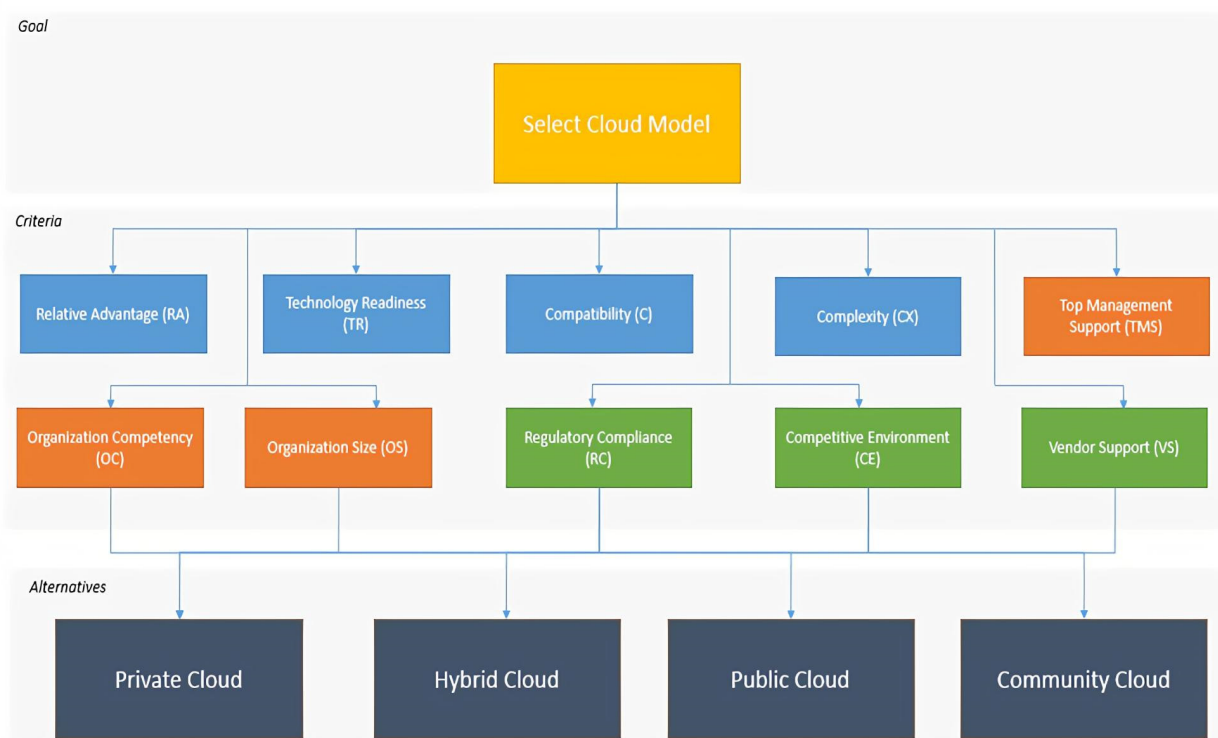 Goal
Select Cloud Model
Criteria
Relative Advantage (RA)
Technology Readiness
(TR)
Compatibility (C)
Complexity (CX)
Top Management
Support (TMS)
Organization Competency
(OC)
Organization Size (OS)
Regulatory Compliance
(RC)
Competitive Environment
(CE)
Vendor Support (VS)
Alternatives
Private Cloud
Hybrid Cloud
Public Cloud
Community Cloud